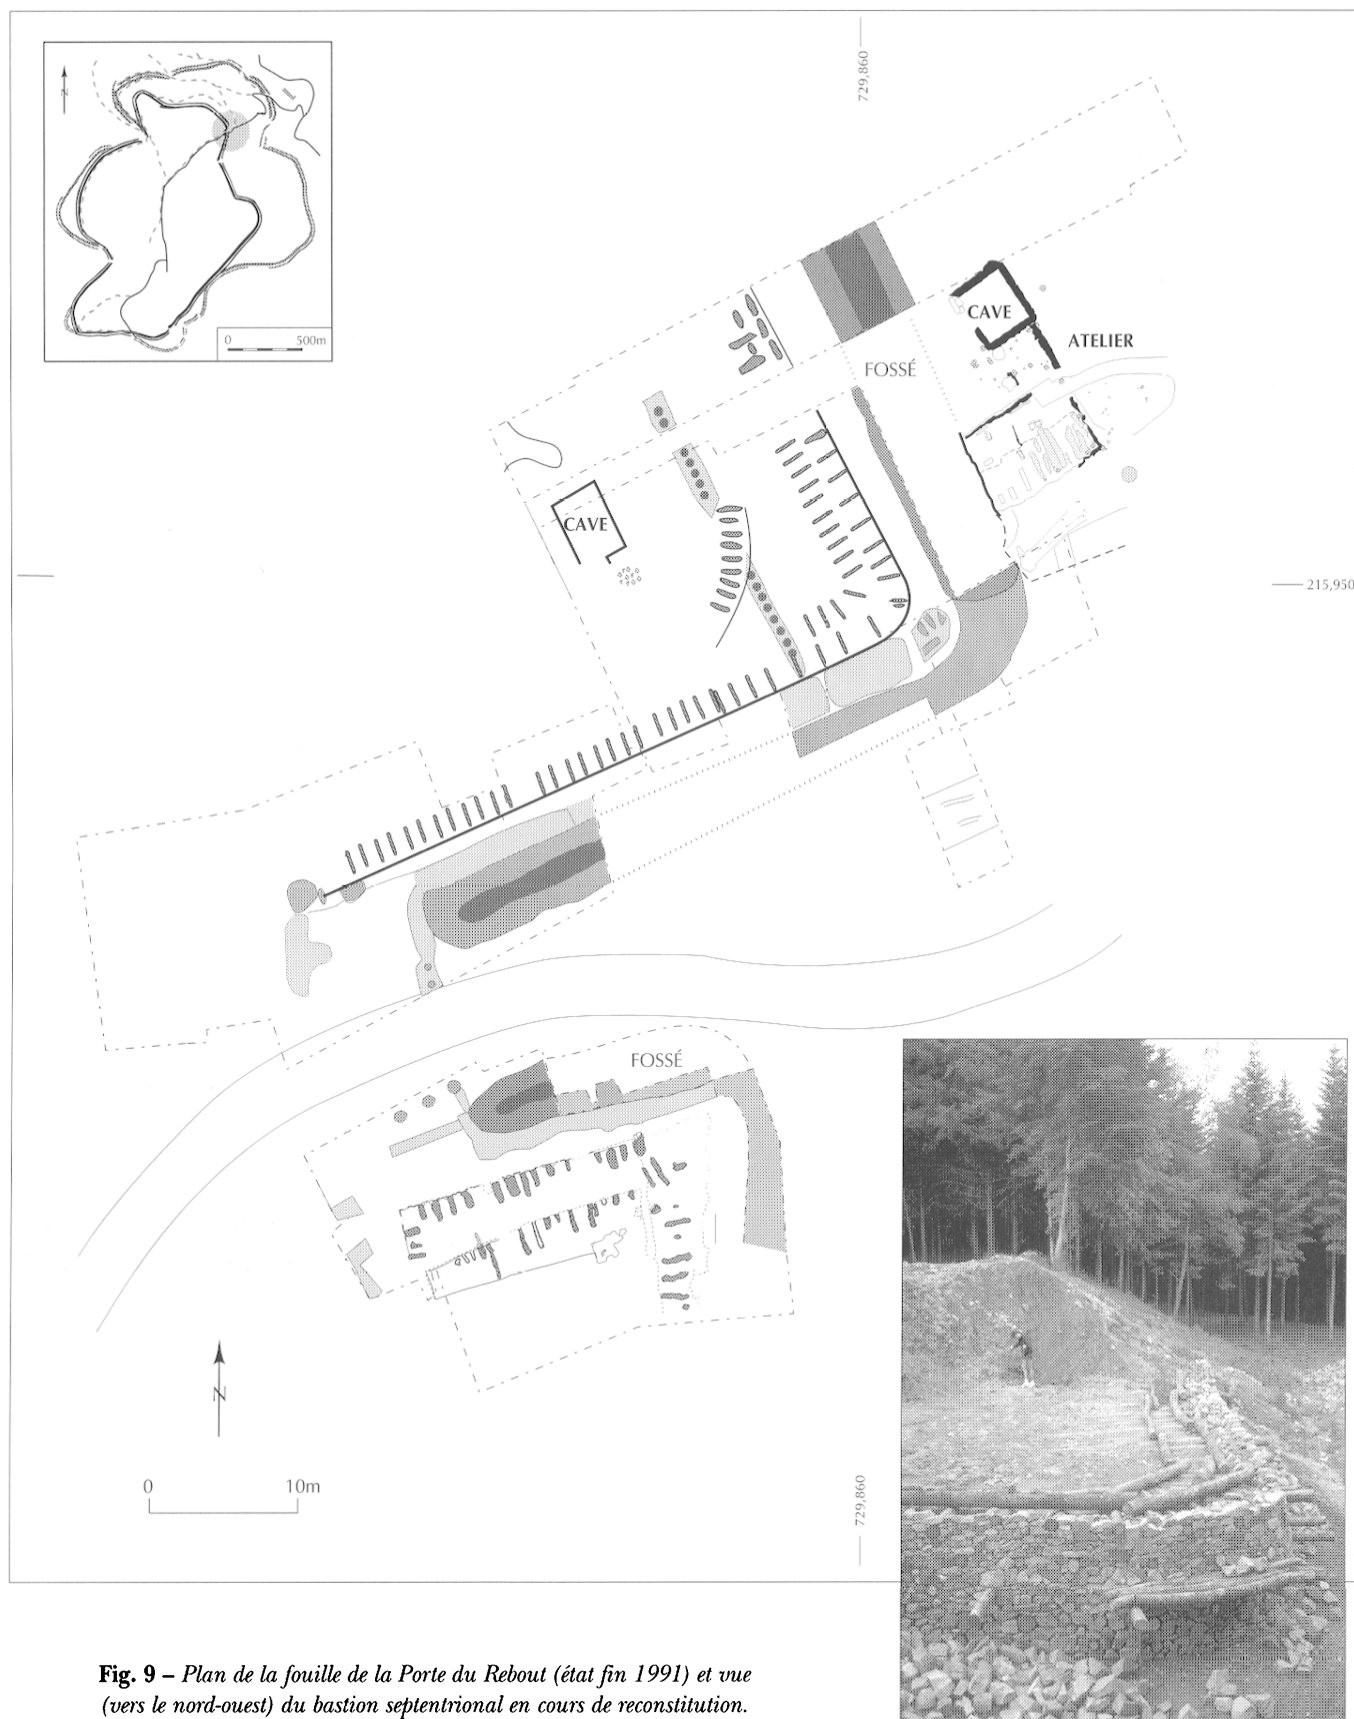 729,860
N
0 500m
CAVE
ATELIER
FOSSÉ
CAVE
215,950
FOSSÉ
N
0 10m
729,860
Fig. 9 – Plan de la fouille de la Porte du Rebout (état fin 1991) et vue
(vers le nord-ouest) du bastion septentrional en cours de reconstitution.